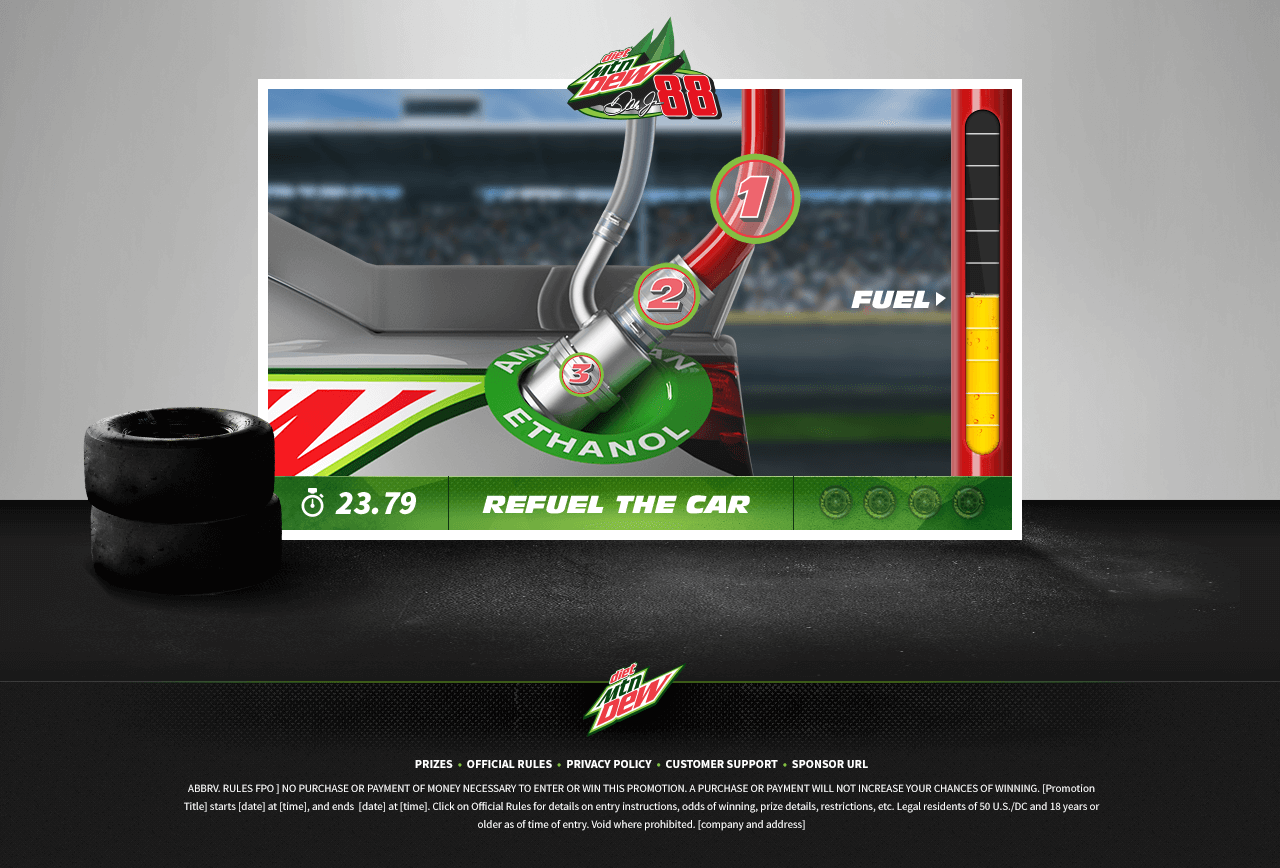 diet
Mtn
DEW
88
1
2
3
FUEL
AM
AN®
ETHANOL
23.79
REFUEL THE CAR
diet
Mtn
DEW
PRIZES • OFFICIAL RULES • PRIVACY POLICY • CUSTOMER SUPPORT • SPONSOR URL
ABBRV. RULES FPO ] NO PURCHASE OR PAYMENT OF MONEY NECESSARY TO ENTER OR WIN THIS PROMOTION. A PURCHASE OR PAYMENT WILL NOT INCREASE YOUR CHANCES OF WINNING. [Promotion
Title] starts [date] at [time], and ends [date] at [time]. Click on Official Rules for details on entry instructions, odds of winning, prize details, restrictions, etc. Legal residents of 50 U.S./DC and 18 years or
older as of time of entry. Void where prohibited. [company and address]